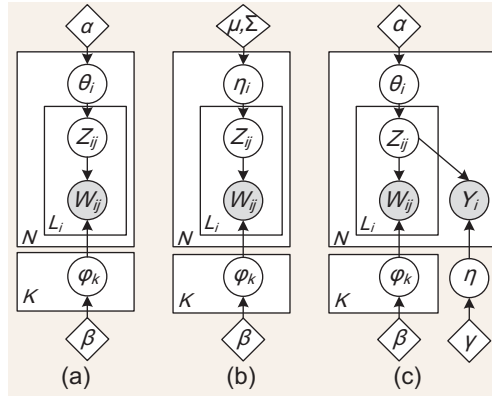 α μ,Σ α
θi ηi θi
Zij Zij Zij
Wij Wij Wij Yi
Li Li Li
N N N
φk φk φk η
K K K
β β β γ
(a) (b) (c)